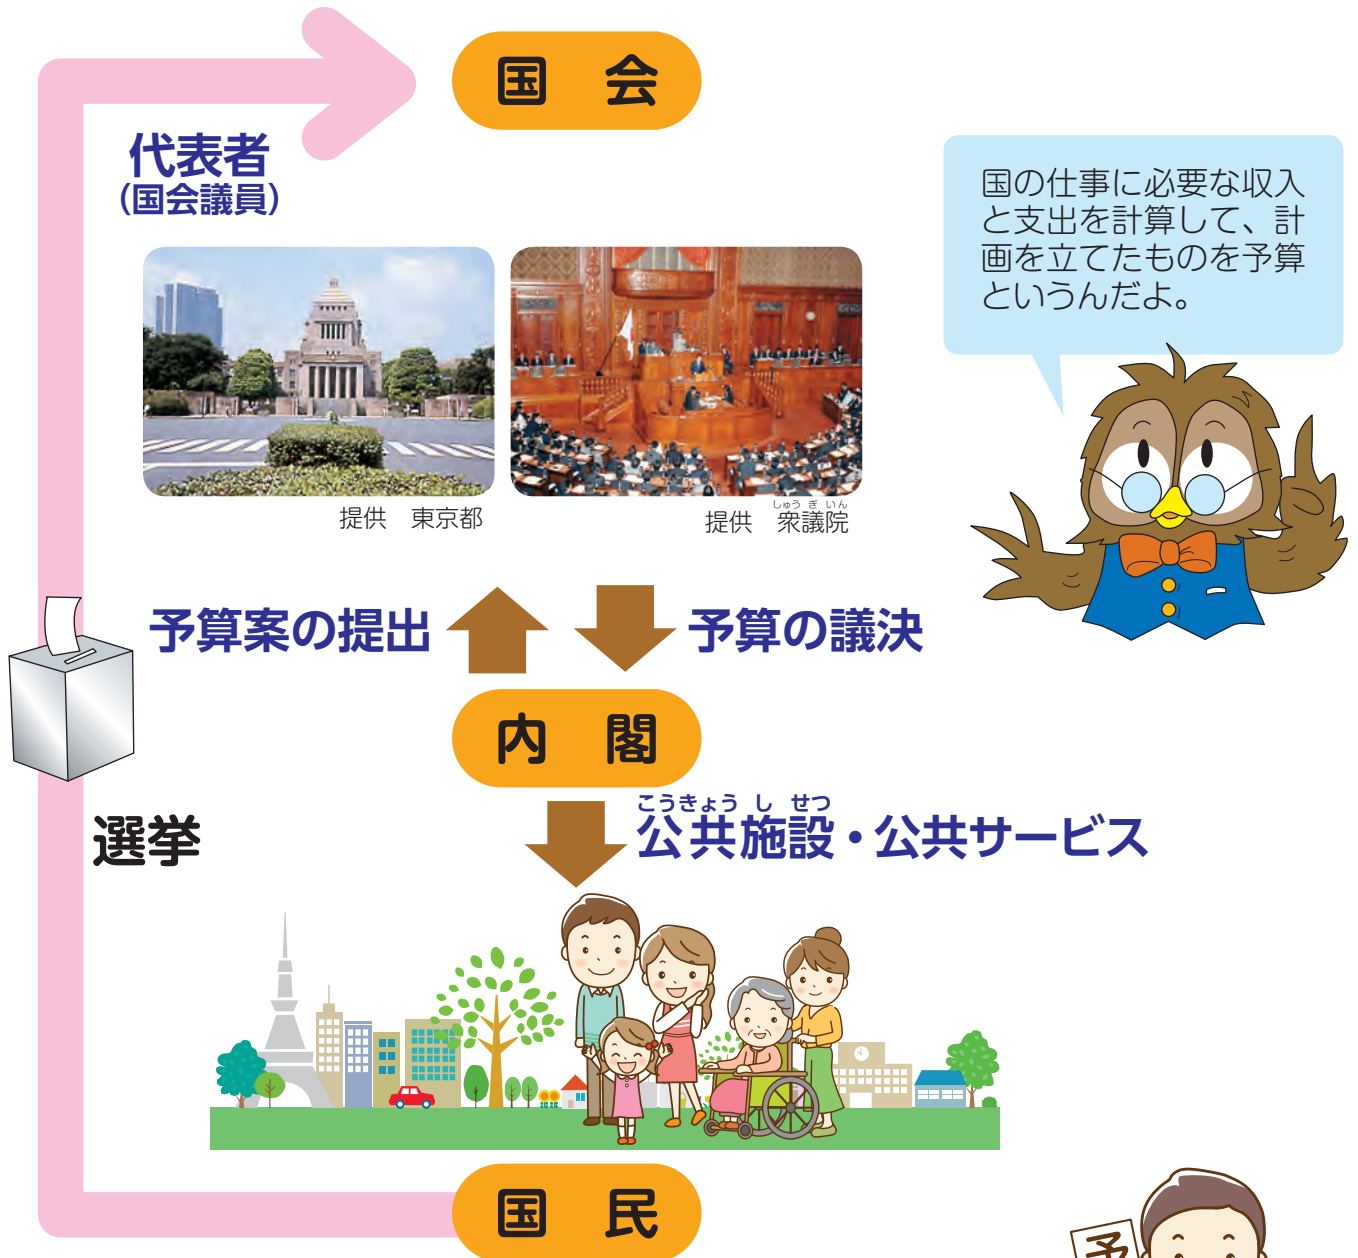 国 会
代表者
(国会議員)
国の仕事に必要な収入
と支出を計算して、計
画を立てたものを予算
というんだよ。
提供 東京都
しゅう ぎ いん
提供 衆議院
予算案の提出
予算の議決
内 閣
こうきょう し せつ
公共施設・公共サービス
選挙
国 民
予